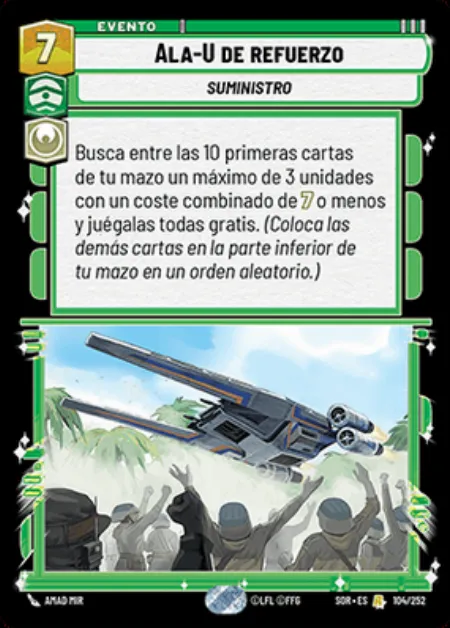 EVENTO
7
ALA-U DE REFUERZO
SUMINISTRO
Busca entre las 10 primeras cartas
de tu mazo un máximo de 3 unidades
con un coste combinado de 7 o menos
y juégalas todas gratis. (Coloca las
demás cartas en la parte inferior de
tu mazo en un orden aleatorio.)
AMAD MIR
©LFL ©FFG
SOR • ES
R
104/252